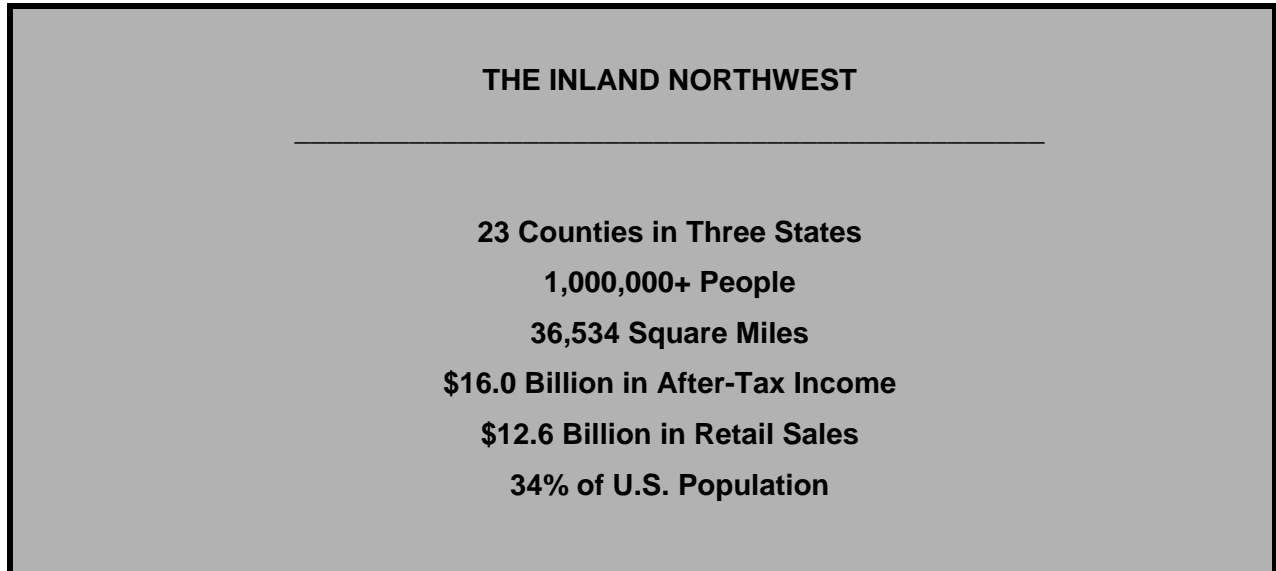 THE INLAND NORTHWEST
23 Counties in Three States
1,000,000+ People
36,534 Square Miles
$16.0 Billion in After-Tax Income
$12.6 Billion in Retail Sales
34% of U.S. Population